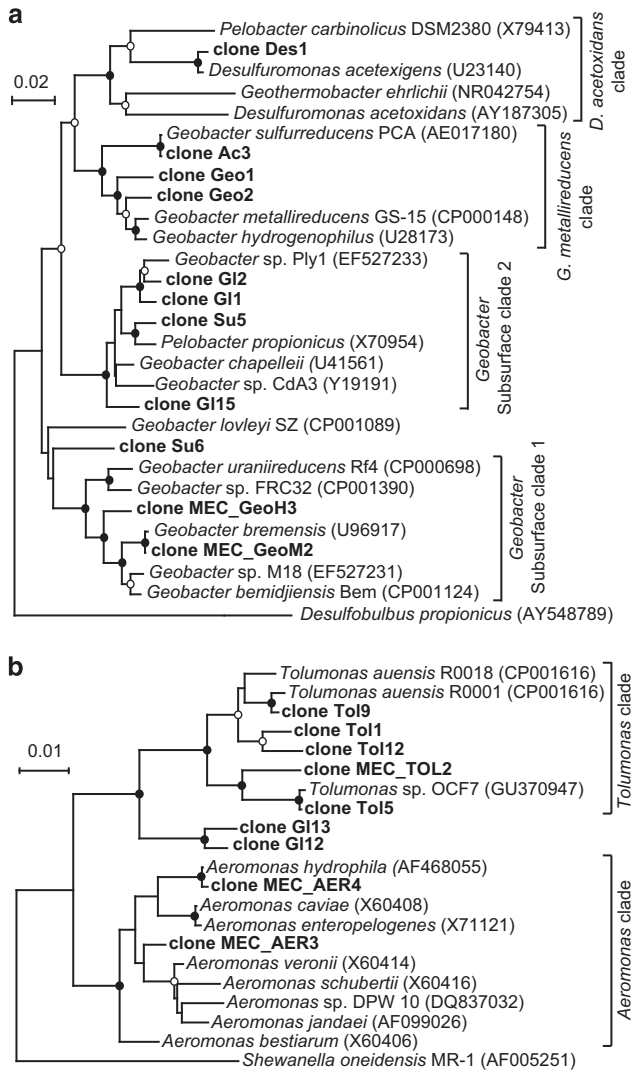 a
Pelobacter carbinolicus DSM2380 (X79413)
clone Des1
0.02
Desulfuromonas acetexigens (U23140)
Geothermobacter ehrlichii (NR042754)
Desulfuromonas acetoxidans (AY187305)
D. acetoxidans
clade
Geobacter sulfurreducens PCA (AE017180)
clone Ac3
clone Geo1
clone Geo2
Geobacter metallireducens GS-15 (CP000148)
Geobacter hydrogenophilus (U28173)
G. metallireducens
clade
Geobacter sp. Ply1 (EF527233)
clone Gl2
clone Gl1
clone Su5
Pelobacter propionicus (X70954)
Geobacter chapelleii (U41561)
Geobacter sp. CdA3 (Y19191)
clone Gl15
Geobacter
Subsurface clade 2
Geobacter lovleyi SZ (CP001089)
clone Su6
Geobacter uraniireducens Rf4 (CP000698)
Geobacter sp. FRC32 (CP001390)
clone MEC_GeoH3
Geobacter bremensis (U96917)
clone MEC_GeoM2
Geobacter sp. M18 (EF527231)
Geobacter bemidjiensis Bem (CP001124)
Geobacter
Subsurface clade 1
Desulfobulbus propionicus (AY548789)
b
Tolumonas auensis R0018 (CP001616)
Tolumonas auensis R0001 (CP001616)
clone Tol9
0.01
clone Tol1
clone Tol12
clone MEC_TOL2
Tolumonas sp. OCF7 (GU370947)
clone Tol5
Tolumonas clade
clone Gl13
clone Gl12
Aeromonas hydrophila (AF468055)
clone MEC_AER4
Aeromonas caviae (X60408)
Aeromonas enteropelogenes (X71121)
clone MEC_AER3
Aeromonas veronii (X60414)
Aeromonas schubertii (X60416)
Aeromonas sp. DPW 10 (DQ837032)
Aeromonas jandaei (AF099026)
Aeromonas bestiarum (X60406)
Aeromonas clade
Shewanella oneidensis MR-1 (AF005251)